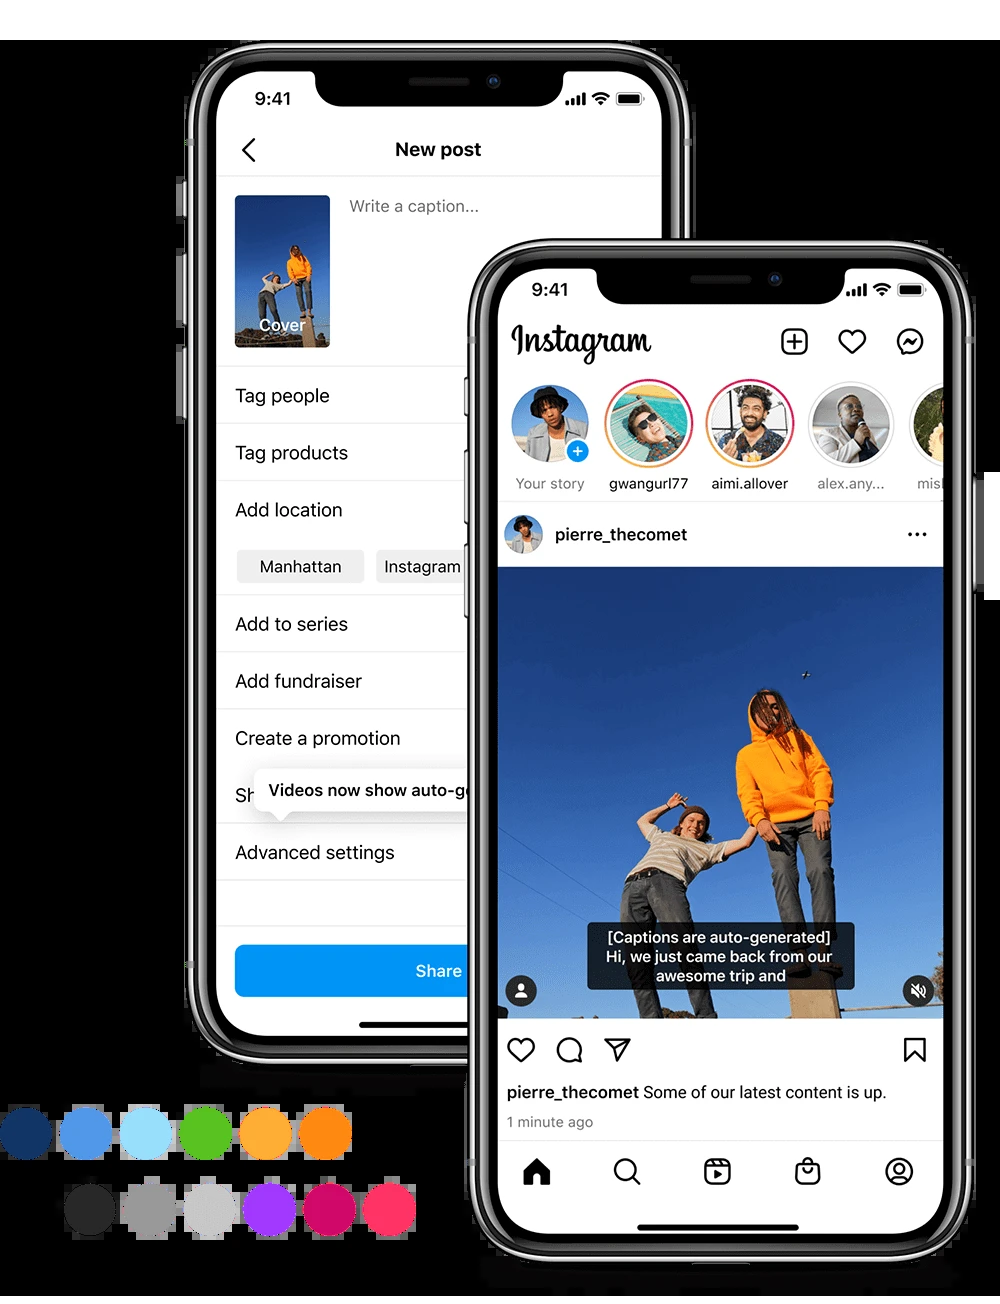 9:41
New post
Write a caption...
Cover
Tag people
Tag products
Add location
Manhattan
Instagram
Add to series
Add fundraiser
Create a promotion
Videos now show
Advanced settings
Share
9:41
Instagram
Your story
gwangurl77
aimi.allover
alex.any...
pierre_thecomet
[Captions are auto-generated]
Hi, we just came back from our
awesome trip and
pierre_thecomet Some of our latest content is up.
1 minute ago